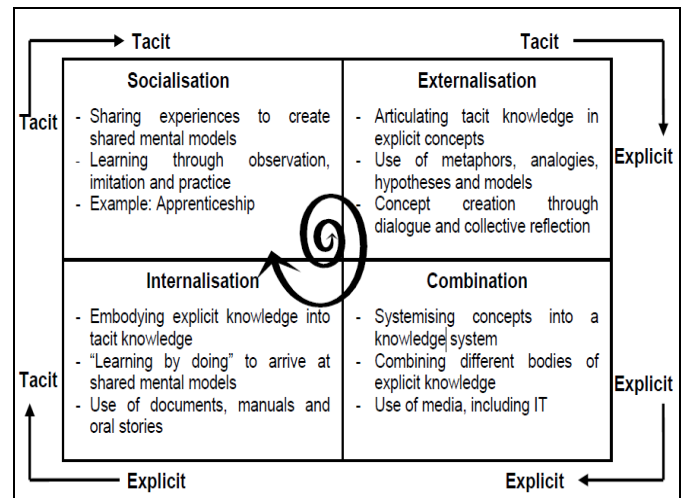 Tacit
Tacit
Tacit
Socialisation
- Sharing experiences to create
shared mental models
- Learning through observation,
imitation and practice
- Example: Apprenticeship
Externalisation
- Articulating tacit knowledge in
explicit concepts
- Use of metaphors, analogies,
hypotheses and models
- Concept creation through
dialogue and collective reflection
Explicit
Tacit
Internalisation
- Embodying explicit knowledge into
tacit knowledge
- “Learning by doing” to arrive at
shared mental models
- Use of documents, manuals and
oral stories
Combination
- Systemising concepts into a
knowledge system
- Combining different bodies of
explicit knowledge
- Use of media, including IT
Explicit
Explicit
Explicit